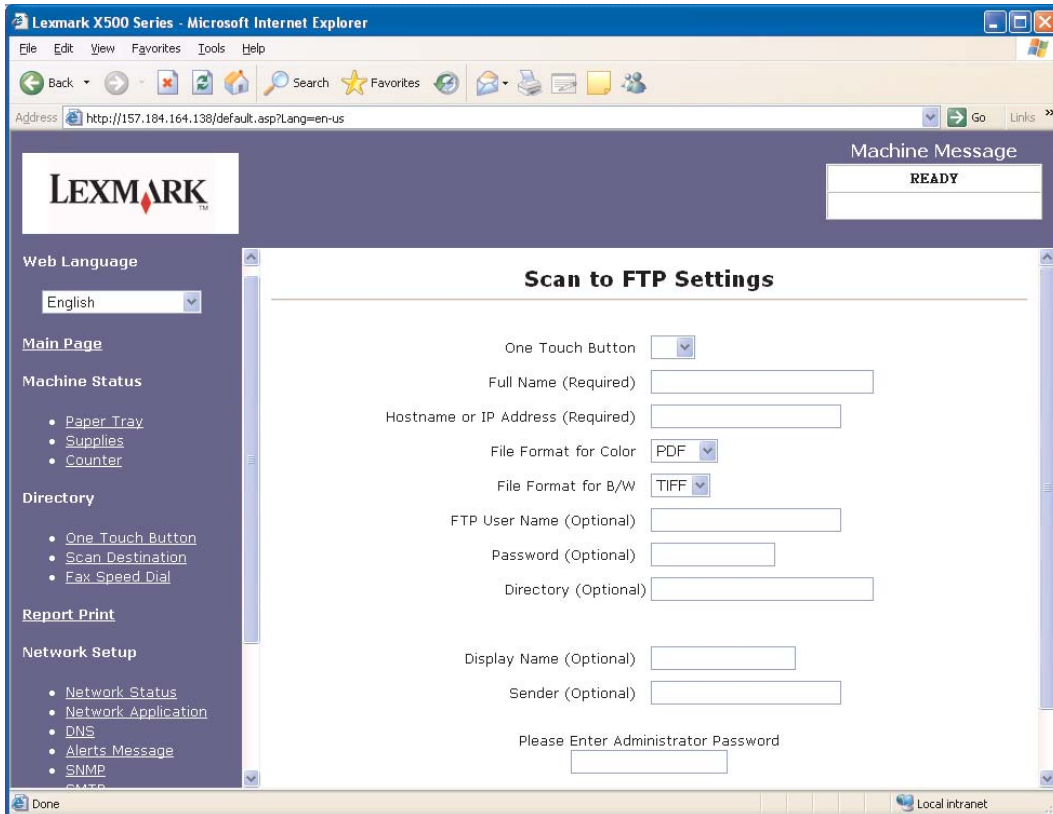 Lexmark X500 Series - Microsoft Internet Explorer
File Edit View Favorites Tools Help
Back Search Favorites
Address http://157.184.164.138/default.asp?Lang=en-us Go Links »
LEXMARK TM
Machine Message
READY
Web Language
English
Main Page
Machine Status
Paper Tray
Supplies
Counter
Directory
One Touch Button
Scan Destination
Fax Speed Dial
Report Print
Network Setup
Network Status
Network Application
DNS
Alerts Message
SNMP
SMTP
Scan to FTP Settings
One Touch Button
Full Name (Required)
Hostname or IP Address (Required)
File Format for Color PDF
File Format for B/W TIFF
FTP User Name (Optional)
Password (Optional)
Directory (Optional)
Display Name (Optional)
Sender (Optional)
Please Enter Administrator Password
Done Local intranet